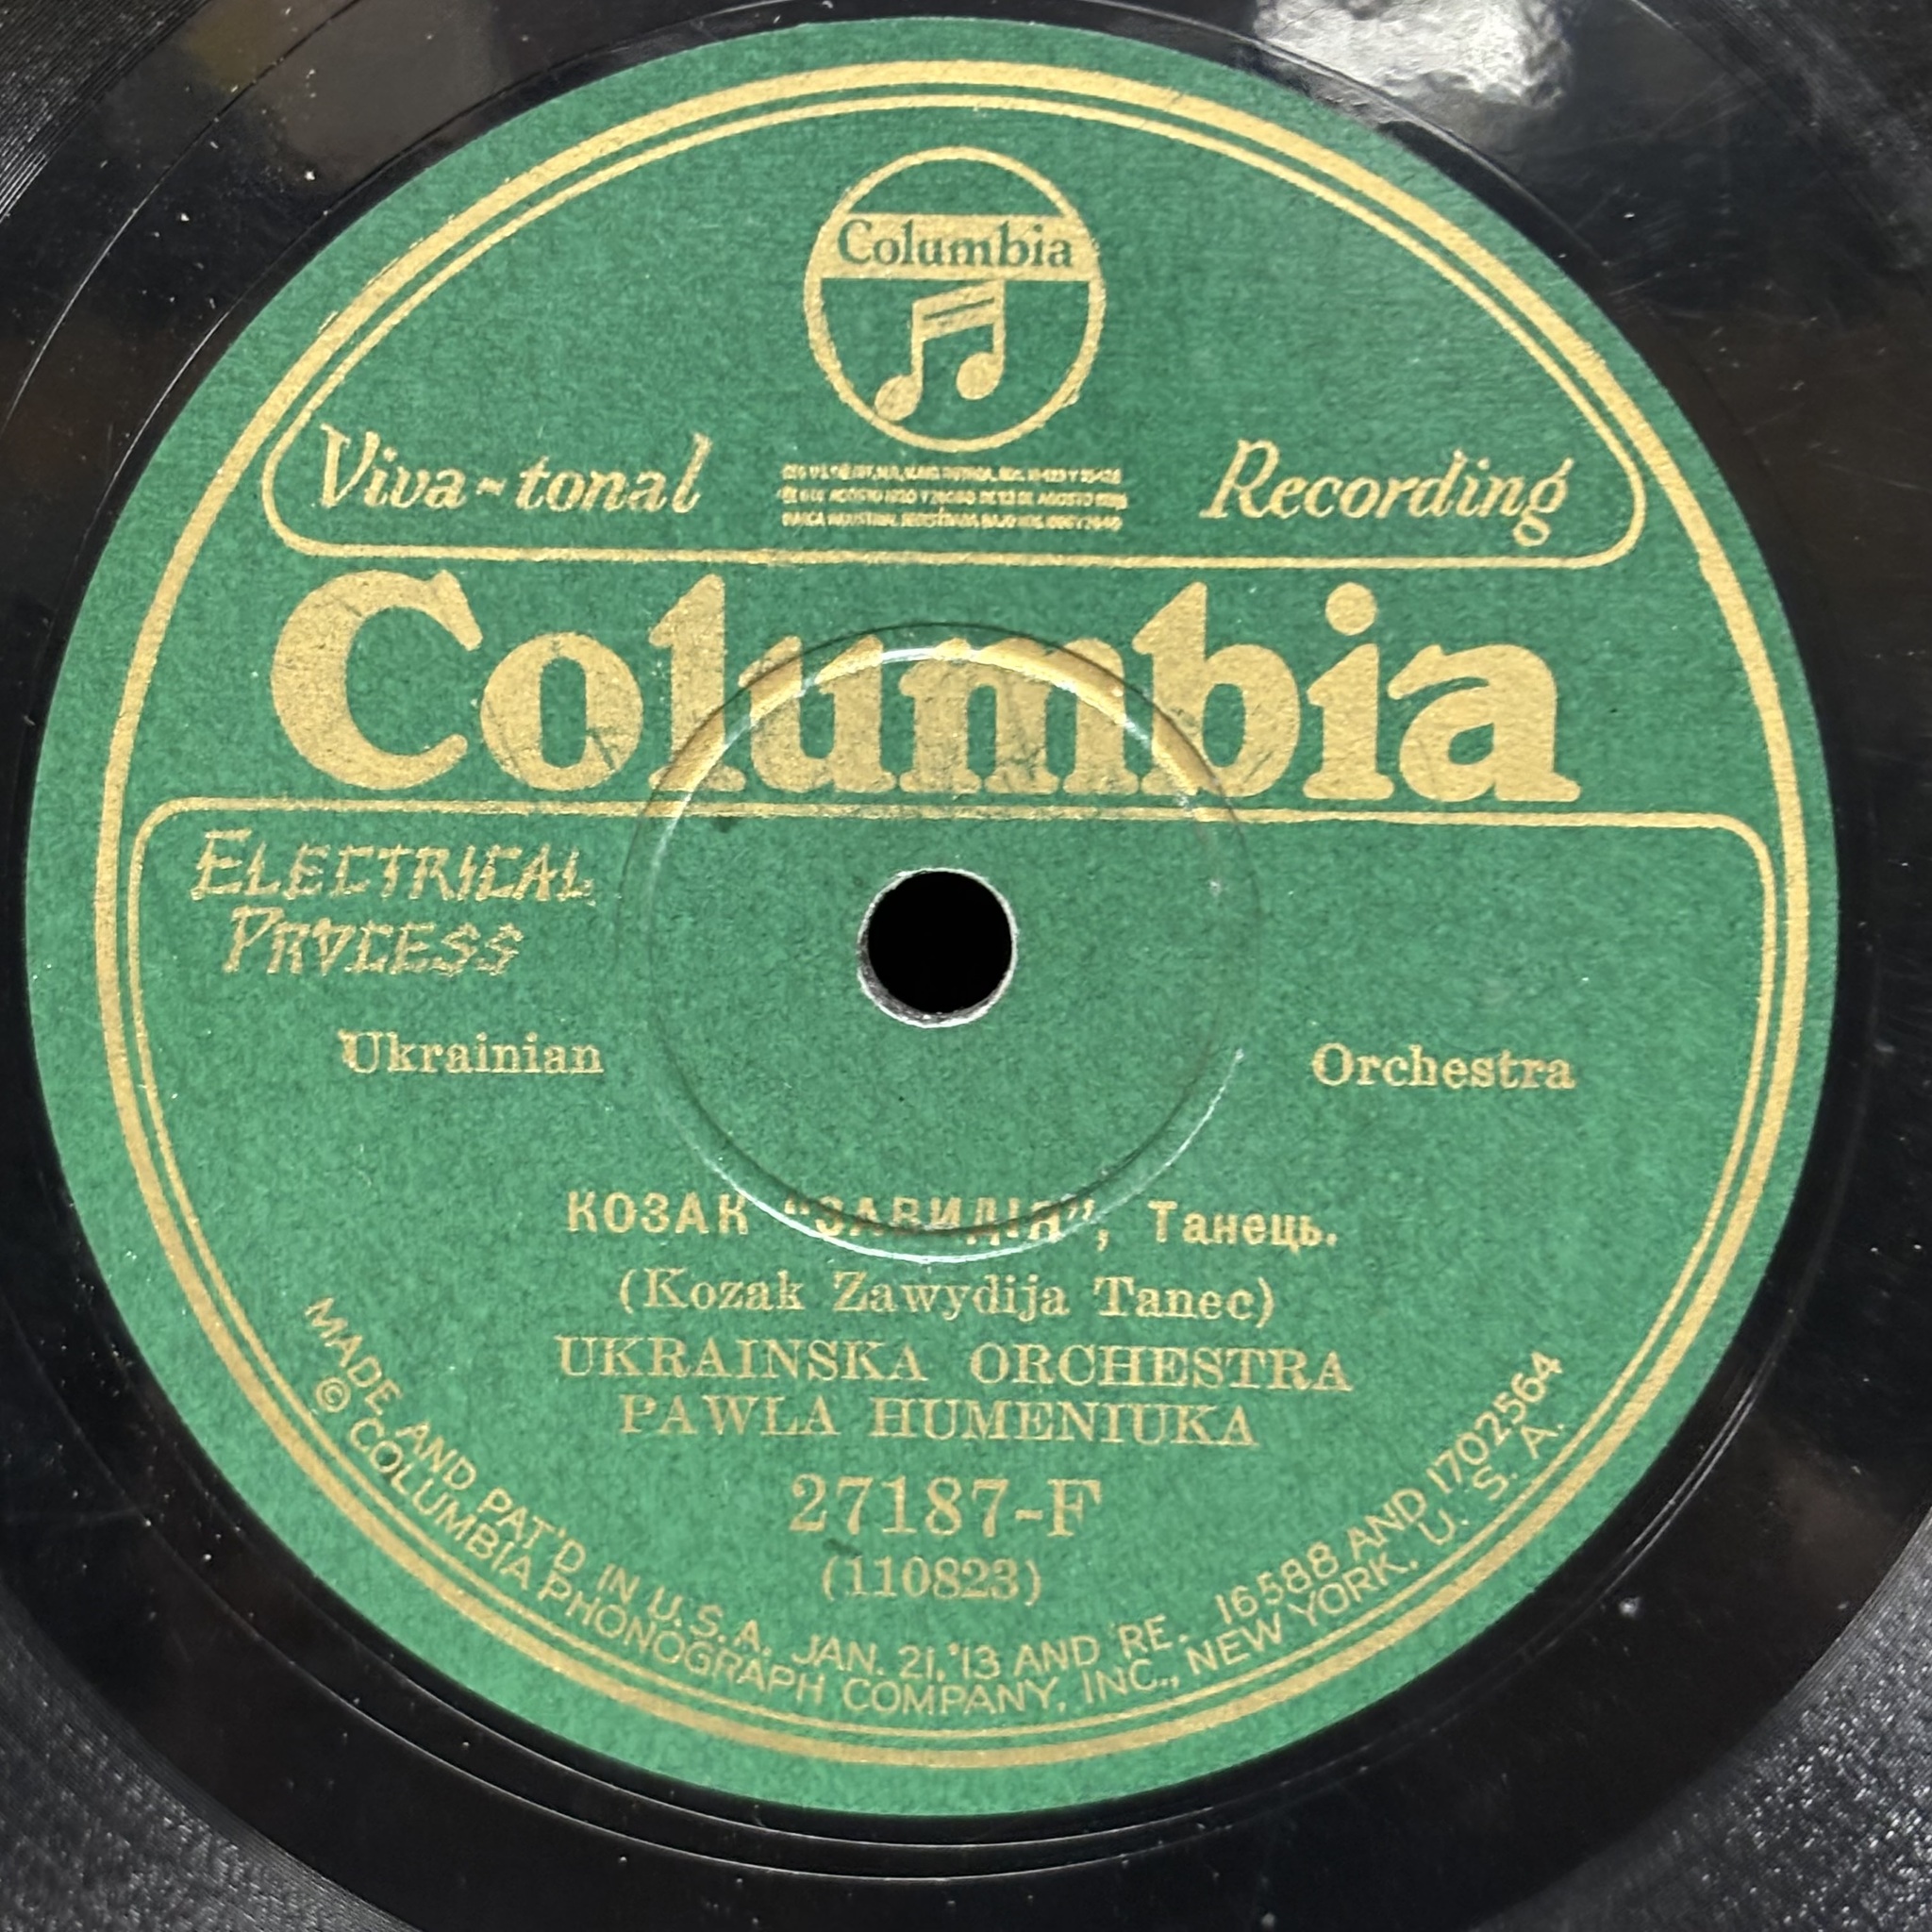 Columbia
Viva-tonal Recording
Columbia
ELECTRICAL
PROCESS
Ukrainian Orchestra
КОЗАК “ЗАВИДІЯ”, Танець.
(Kozak Zawydija Tanec)
UKRAINSKA ORCHESTRA
PAWLA HUMENIUKA
27187-F
(110823)
MADE AND PAT'D IN U.S.A. JAN. 21, '13 AND RE. 16588 AND 1702564
© COLUMBIA PHONOGRAPH COMPANY, INC., NEW YORK, U. S. A.